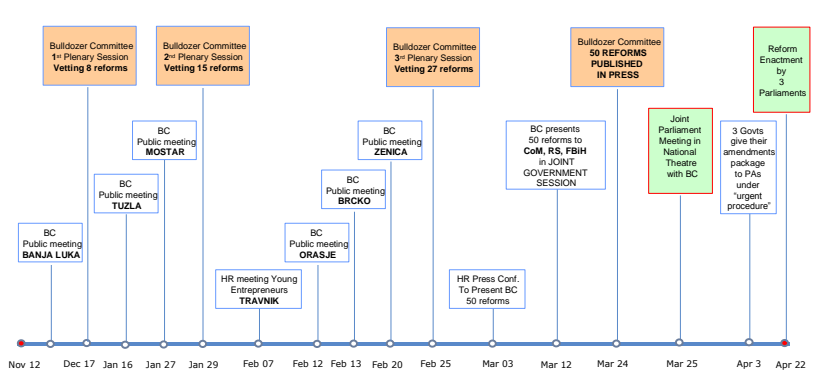 Bulldozer Committee
1st Plenary Session
Vetting 8 reforms
Bulldozer Committee
2nd Plenary Session
Vetting 15 reforms
Bulldozer Committee
3rd Plenary Session
Vetting 27 reforms
Bulldozer Committee
50 REFORMS
PUBLISHED
IN PRESS
Reform
Enactment
by
3
Parliaments
BC
Public meeting
MOSTAR
BC
Public meeting
ZENICA
BC presents
50 reforms to
CoM, RS, FBiH
in JOINT
GOVERNMENT
SESSION
Joint
Parliament
Meeting in
National
Theatre
with BC
3 Govts
give their
amendments
package
to PAs
under
“urgent
procedure”
BC
Public meeting
TUZLA
BC
Public meeting
BRCKO
BC
Public meeting
BANJA LUKA
BC
Public meeting
ORASJE
HR meeting Young
Entrepreneurs
TRAVNIK
HR Press Conf.
To Present BC
50 reforms
Nov 12
Dec 17
Jan 16
Jan 27
Jan 29
Feb 07
Feb 12
Feb 13
Feb 20
Feb 25
Mar 03
Mar 12
Mar 24
Mar 25
Apr 3
Apr 22